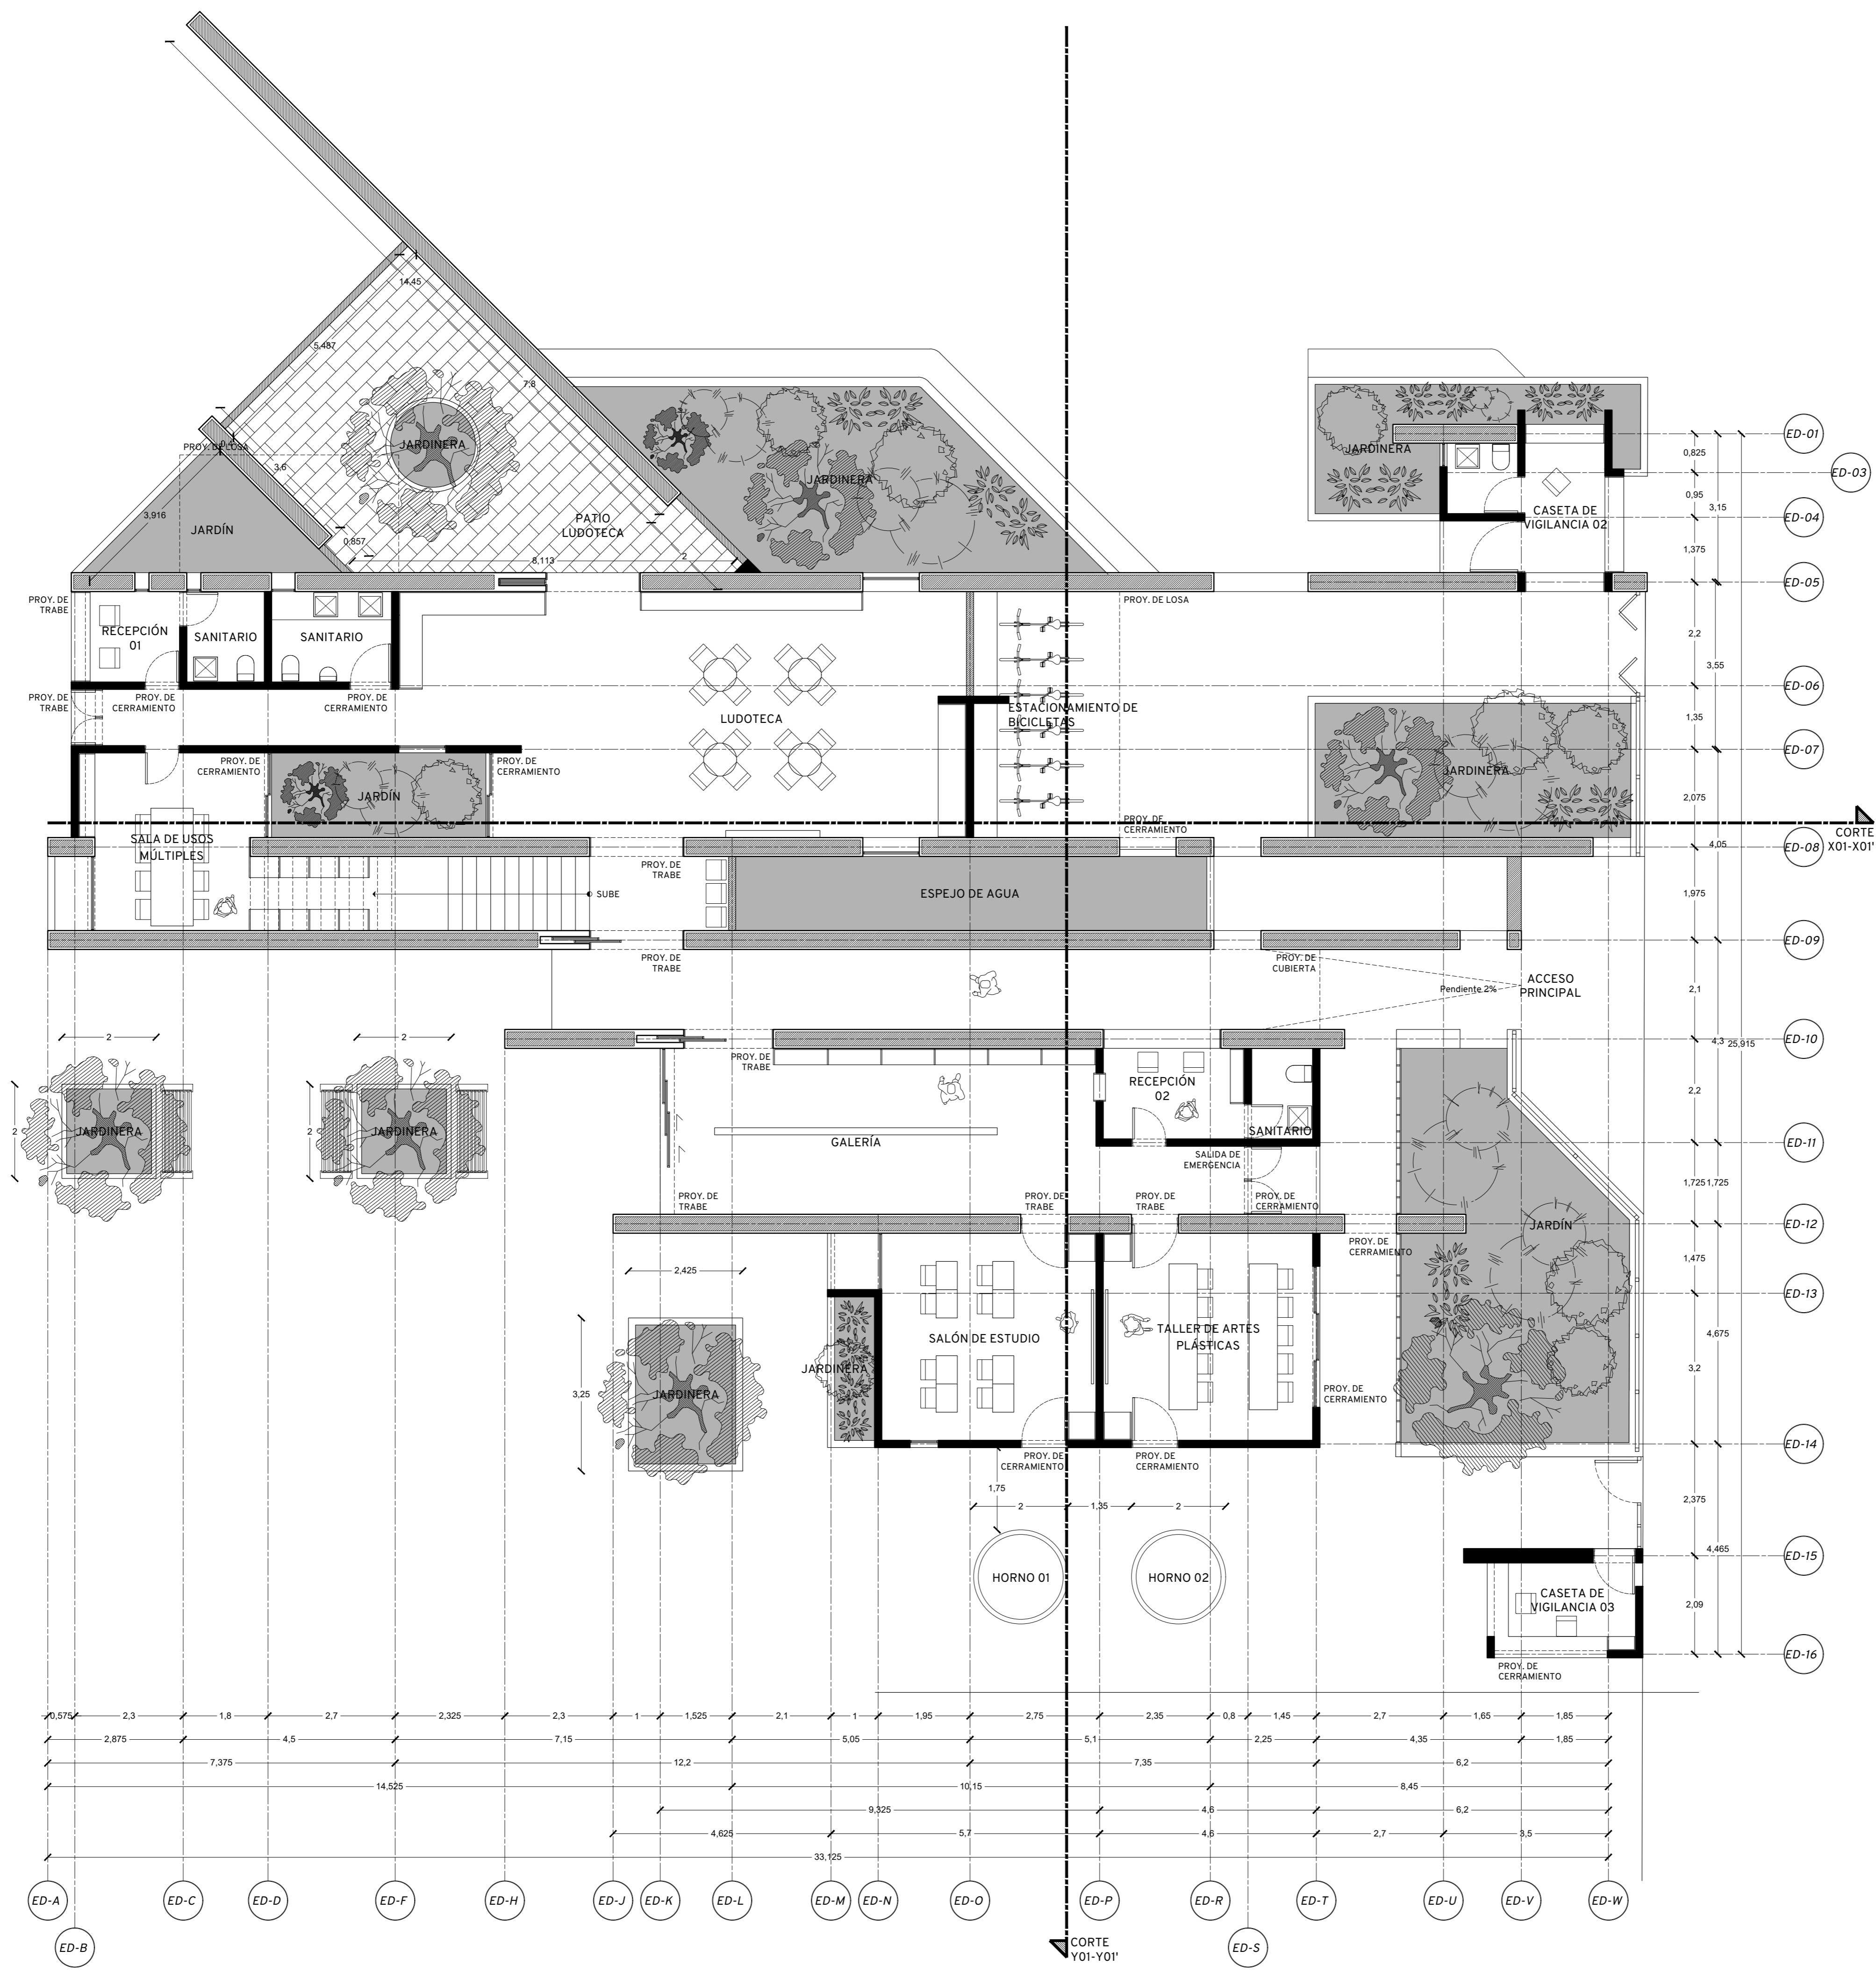 14,45
5,487
7,8
JARDINERA
PROY. DE LOSA
3,6
3,916
JARDÍN
0,857
PATIO
LUDOTECA
8,113
2
JARDINERA
JARDINERA
CASETA DE
VIGILANCIA 02
ED-01
0,825
ED-03
0,95
3,15
ED-04
1,375
ED-05
PROY. DE
TRABE
RECEPCIÓN
01
SANITARIO
SANITARIO
PROY. DE LOSA
2,2
3,55
ED-06
PROY. DE
TRABE
PROY. DE
CERRAMIENTO
PROY. DE
CERRAMIENTO
LUDOTECA
ESTACIONAMIENTO DE
BICICLETAS
1,35
ED-07
PROY. DE
CERRAMIENTO
JARDÍN
PROY. DE
CERRAMIENTO
JARDINERA
2,075
PROY. DE
CERRAMIENTO
CORTE
X01-X01'
SALA DE USOS
MÚLTIPLES
4,05
ED-08
PROY. DE
TRABE
SUBE
ESPEJO DE AGUA
1,975
ED-09
PROY. DE
TRABE
PROY. DE
CUBIERTA
ACCESO
PRINCIPAL
Pendiente 2%
2,1
2
2
ED-10
4,3
25,915
PROY. DE
TRABE
RECEPCIÓN
02
2,2
2
JARDINERA
2
JARDINERA
GALERÍA
SANITARIO
ED-11
SALIDA DE
EMERGENCIA
1,725
1,725
PROY. DE
TRABE
PROY. DE
TRABE
PROY. DE
TRABE
PROY. DE
CERRAMIENTO
JARDÍN
ED-12
PROY. DE
CERRAMIENTO
2,425
1,475
ED-13
SALÓN DE ESTUDIO
TALLER DE ARTES
PLÁSTICAS
4,675
JARDINERA
3,2
3,25
JARDINERA
PROY. DE
CERRAMIENTO
ED-14
PROY. DE
CERRAMIENTO
PROY. DE
CERRAMIENTO
1,75
2
1,35
2
2,375
4,465
ED-15
HORNO 01
HORNO 02
CASETA DE
VIGILANCIA 03
2,09
ED-16
PROY. DE
CERRAMIENTO
0,575 2,3 1,8 2,7 2,325 2,3 1 1,525 2,1 1 1,95 2,75 2,35 0,8 1,45 2,7 1,65 1,85
2,875 4,5 7,15 5,05 5,1 2,25 4,35 1,85
7,375 12,2 7,35 6,2
14,525 10,15 8,45
9,325 4,6 6,2
4,625 5,7 4,6 2,7 3,5
33,125
ED-A ED-C ED-D ED-F ED-H ED-J ED-K ED-L ED-M ED-N ED-O ED-P ED-R ED-T ED-U ED-V ED-W
ED-B ED-S
CORTE
Y01-Y01'